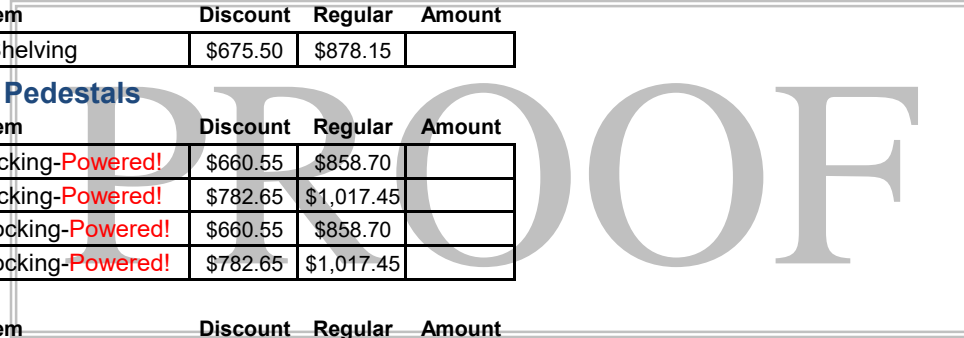 em Discount Regular Amount
Shelving $675.50 $878.15
Pedestals
em Discount Regular Amount
cking-Powered! $660.55 $858.70
cking-Powered! $782.65 $1,017.45
ocking-Powered! $660.55 $858.70
ocking-Powered! $782.65 $1,017.45
PROOF
em Discount Regular Amount